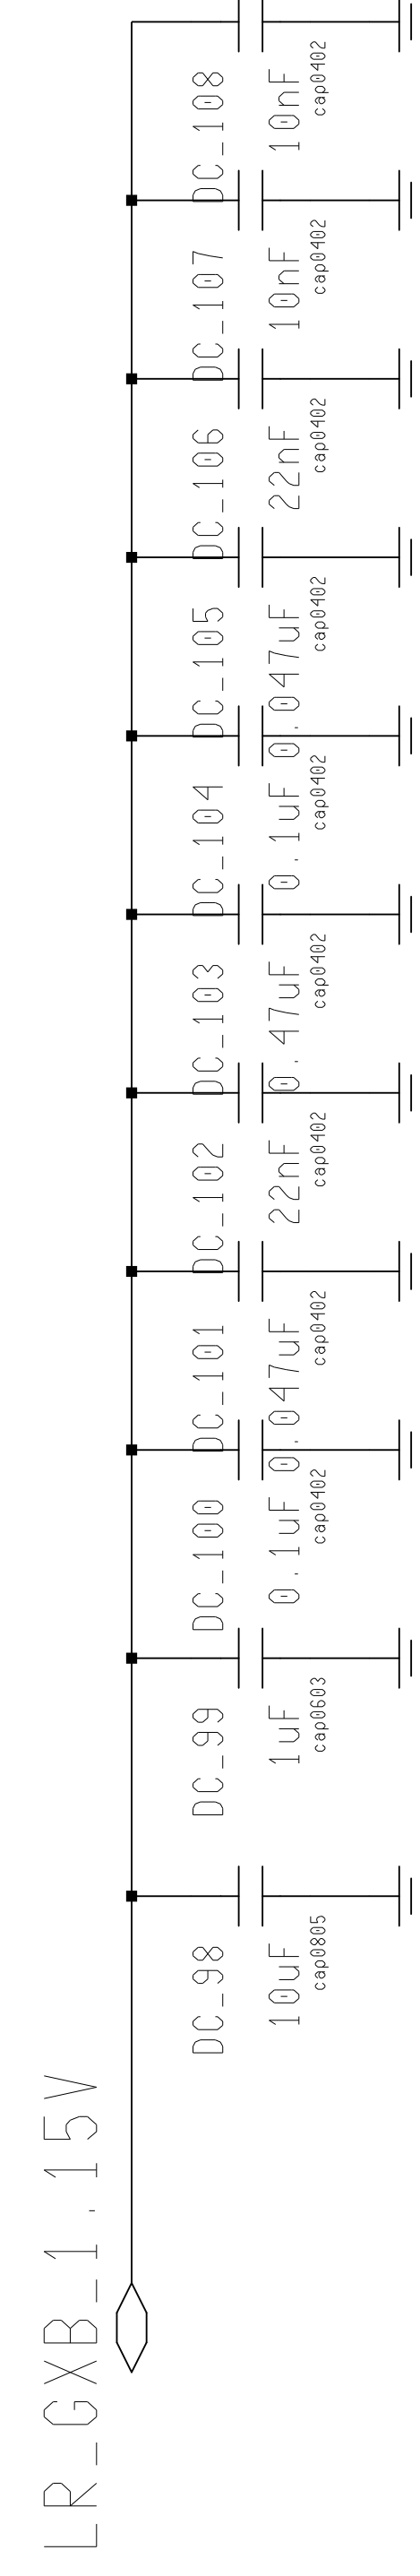 LR_GXB_1.15V
DC_98
10uF
cap0805
DC_99
1uF
cap0603
DC_100
0.1uF
cap0402
DC_101
0.047uF
cap0402
DC_102
22nF
cap0402
DC_103
0.47uF
cap0402
DC_104
0.1uF
cap0402
DC_105
0.047uF
cap0402
DC_106
22nF
cap0402
DC_107
10nF
cap0402
DC_108
10nF
cap0402